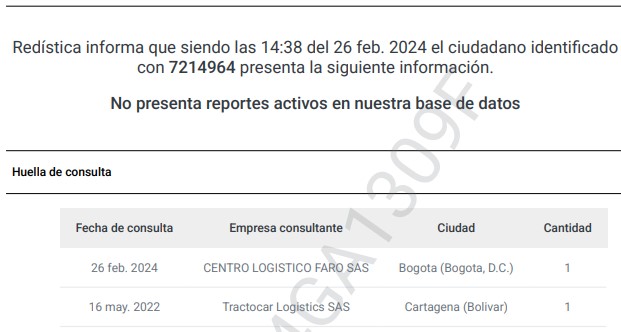 Redística informa que siendo las 14:38 del 26 feb. 2024 el ciudadano identificado
con 7214964 presenta la siguiente información.
No presenta reportes activos en nuestra base de datos
Huella de consulta
Fecha de consulta Empresa consultante Ciudad Cantidad
26 feb. 2024 CENTRO LOGISTICO FARO SAS Bogota (Bogota, D.C.) 1
16 may. 2022 Tractocar Logistics SAS Cartagena (Bolivar) 1